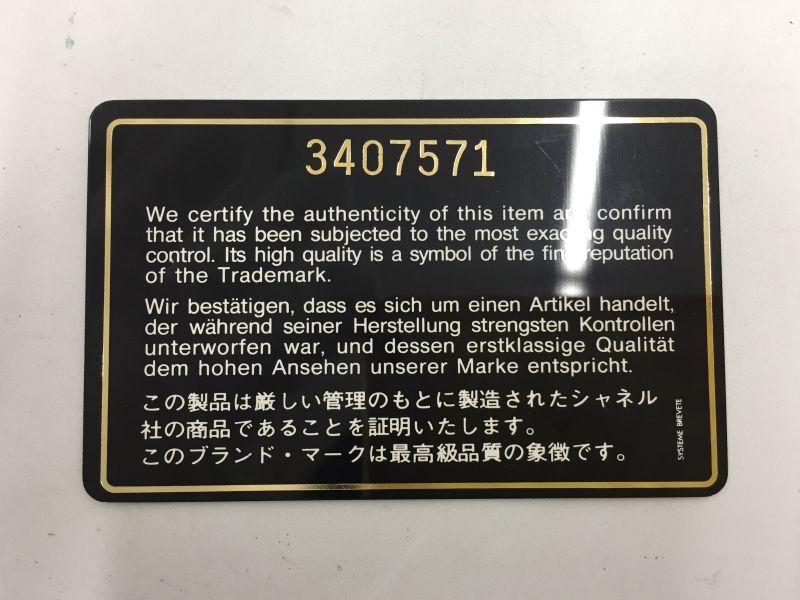 3407571
We certify the authenticity of this item and confirm
that it has been subjected to the most exacting quality
control. Its high quality is a symbol of the fine reputation
of the Trademark.
Wir bestätigen, dass es sich um einen Artikel handelt,
der während seiner Herstellung strengsten Kontrollen
unterworfen war, und dessen erstklassige Qualität
dem hohen Ansehen unserer Marke entspricht.
この製品は厳しい管理のもとに製造されたシャネル
社の商品であることを証明いたします。
このブランド・マークは最高級品質の象徴です。
SYSTEME BREVETE